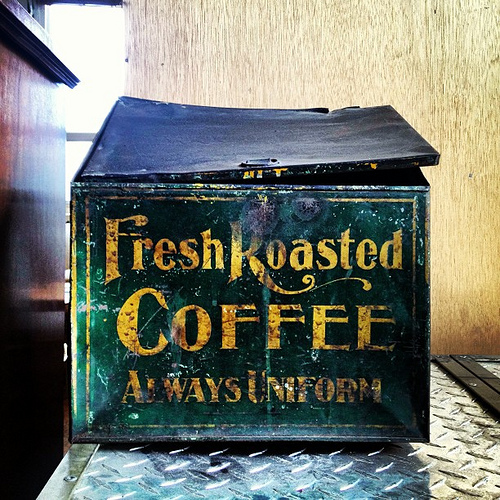 Fresh Roasted
COFFEE
ALWAYS UNIFORM